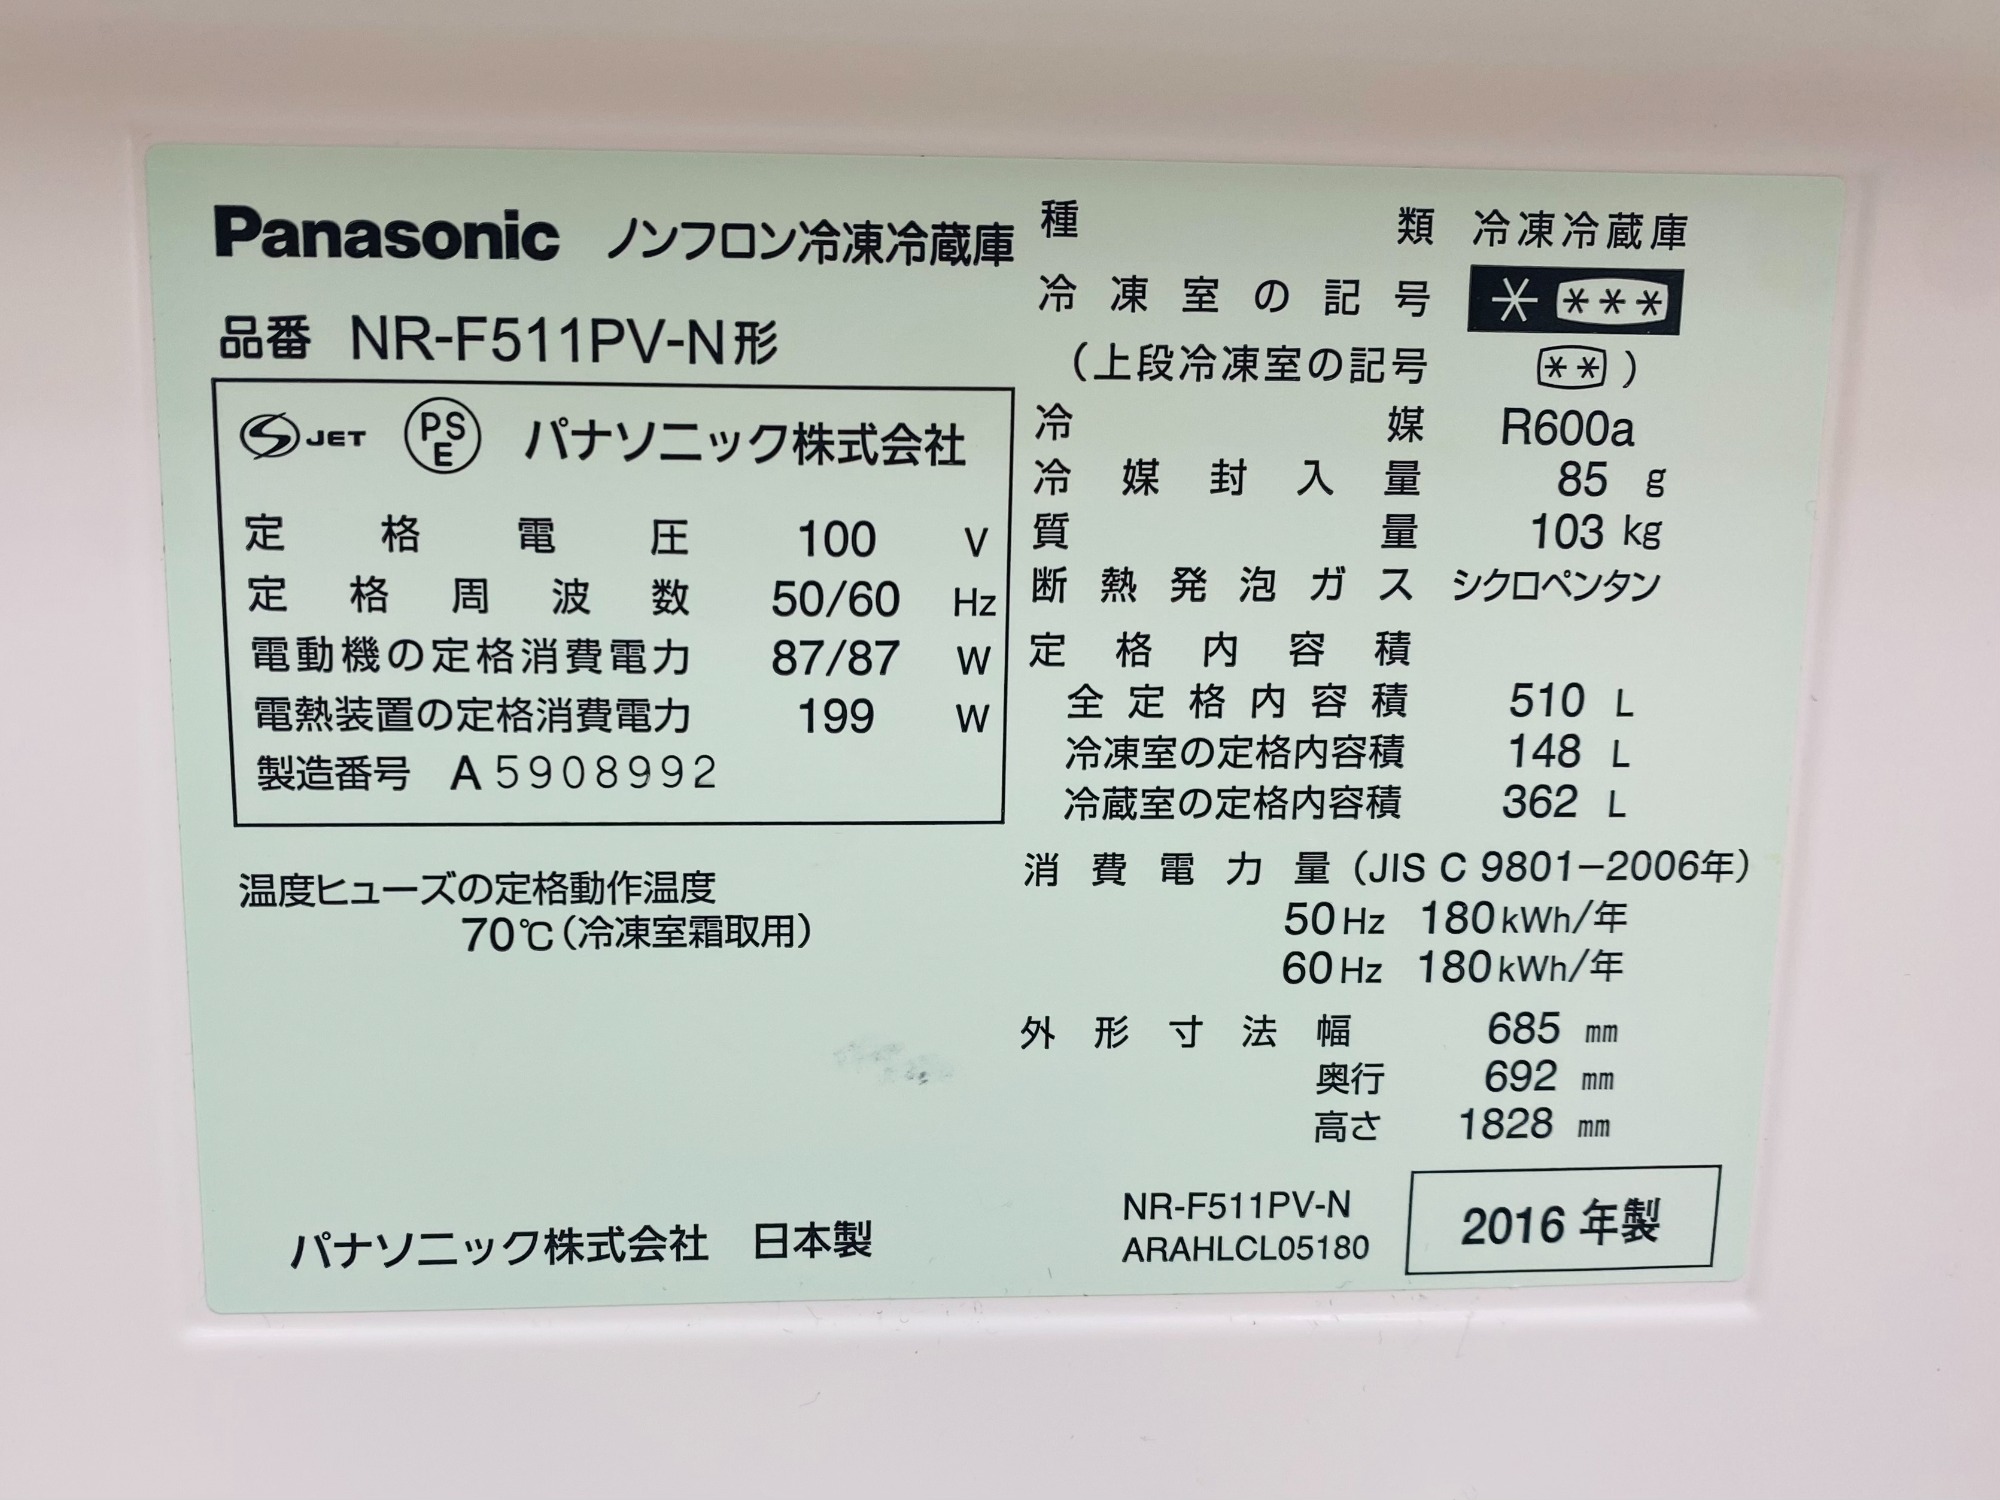 Panasonic ノンフロン冷凍冷蔵庫
品番 NR-F511PV-N形
JET PSE パナソニック株式会社
定格電圧 100 V
定格周波数 50/60 Hz
電動機の定格消費電力 87/87 W
電熱装置の定格消費電力 199 W
製造番号 A5908992
温度ヒューズの定格動作温度
70℃(冷凍室霜取用)
パナソニック株式会社 日本製
種類 冷凍冷蔵庫
冷凍室の記号 * ***
(上段冷凍室の記号 **)
冷媒 R600a
冷媒封入量 85 g
質量 103 kg
断熱発泡ガス シクロペンタン
定格内容積
全定格内容積 510 L
冷凍室の定格内容積 148 L
冷蔵室の定格内容積 362 L
消費電力量(JIS C 9801-2006年)
50Hz 180kWh/年
60Hz 180kWh/年
外形寸法幅 685 mm
奥行 692 mm
高さ 1828 mm
NR-F511PV-N
ARAHLCL05180
2016年製